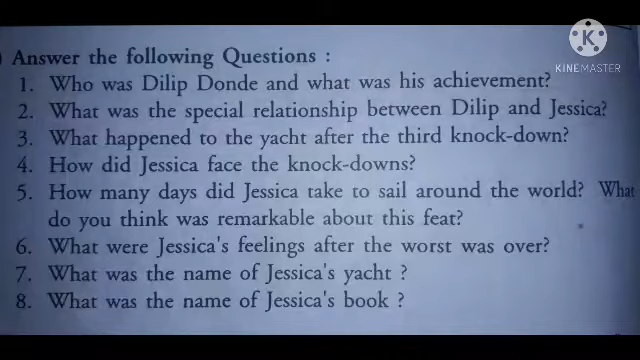 Answer the following Questions :
1. Who was Dilip Donde and what was his achievement?
2. What was the special relationship between Dilip and Jessica?
3. What happened to the yacht after the third knock-down?
4. How did Jessica face the knock-downs?
5. How many days did Jessica take to sail around the world? What
do you think was remarkable about this feat?
6. What were Jessica's feelings after the worst was over?
7. What was the name of Jessica's yacht ?
8. What was the name of Jessica's book ?
K
KINEMASTER